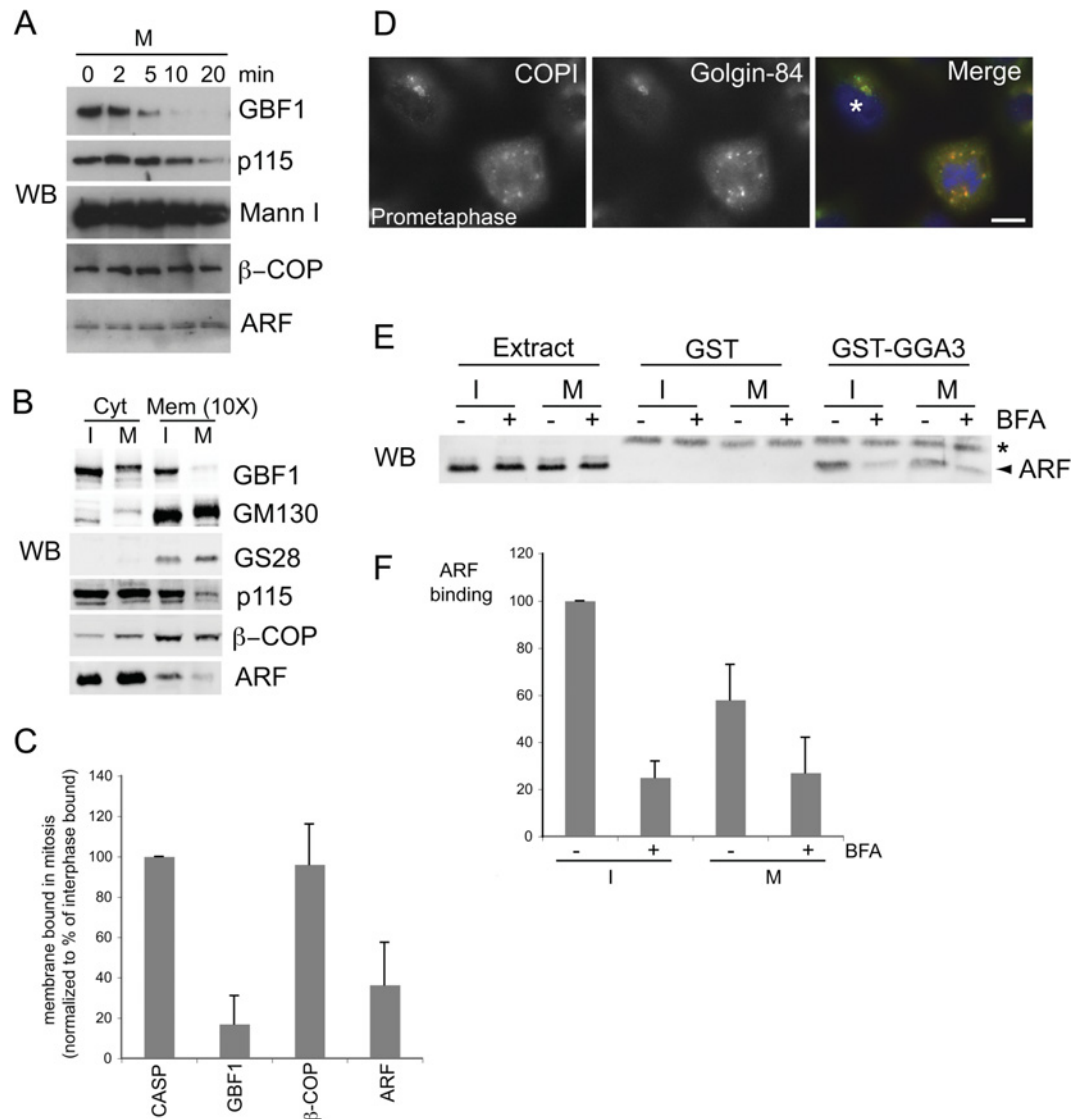 A
M
0 2 5 10 20 min
GBF1
p115
WB
Mann I
β-COP
ARF
B
Cyt Mem (10X)
I M I M
GBF1
GM130
WB
GS28
p115
β-COP
ARF
C
membrane bound in mitosis
(normalized to % of interphase bound)
140
120
100
80
60
40
20
0
CASP
GBF1
β-COP
ARF
D
COPI
Golgin-84
Merge
*
Prometaphase
E
Extract GST GST-GGA3
I M I M I M
- + - + - + - + - + - + BFA
WB
*
ARF
F
ARF
binding
120
100
80
60
40
20
0
- + - + BFA
I M